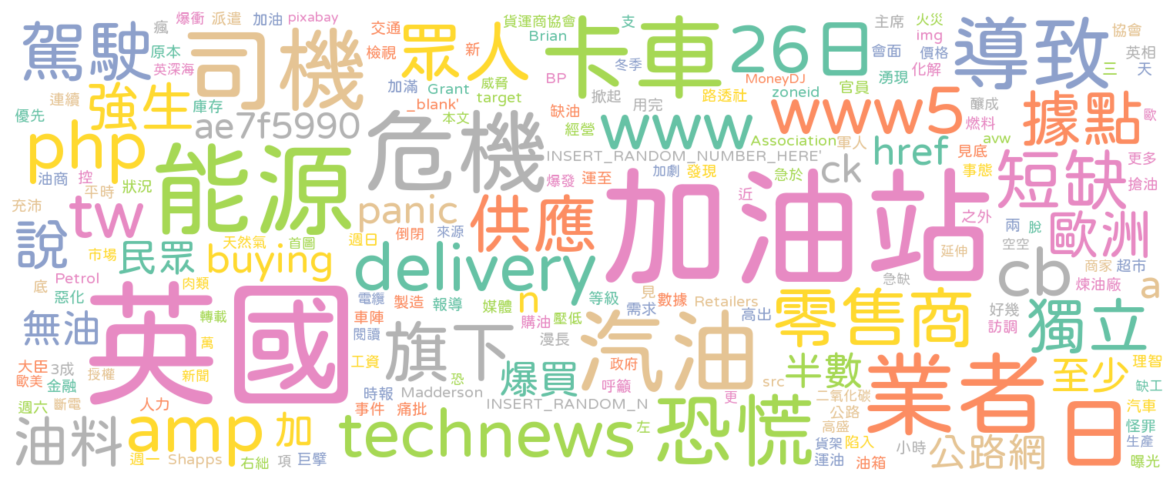 爆衝 派遣 加油 pixabay
瘋 原本 英深海
駕駛 司機 眾人 卡車 26日 導致
交通 檢視 新 Brian 貨運商協會 支 主席 火災 協會
冬季 會面 img 價格 英相 天
加滿 Grant 威脅 BP 路透社 MoneyDJ 官員 湧現 化解 三
連續 強生 庫存 _blank' target 掀起 zoneid
優先 本文 缺油 用完 釀成 據點 歐
php ae7f5990 危機 經營 www www5 燃料
Association 軍人 avw
油商 控 能源 INSERT_RANDOM_NUMBER_HERE' ck href 見底 短缺 更多
平時 狀況 爆發 運至 加劇 發現 急於 事態 搶油
充沛 tw panic 供應 加油站 近 之外 兩 脫 歐洲
說 民眾 天然氣 首圖 週日 倒閉 來源 延伸 空空
市場 buying delivery 急缺 cb 商家 超市
底 Petrol 肉類 煉油廠 a
惡化 英國 電纜 製造 報導 n 媒體 等級 見 數據 Retailers 零售商 好幾
無油 轉載 萬 車陣 購油 壓低 需求 高出 訪調 獨立
閱讀 旗下 漫長 汽油
大臣 3成 工資 爆買 政府 半數 業者 至少 理智
歐美 金融 授權 新聞 時報 Madderson 恐 呼籲 src 缺工
週六 斷電 人力 事件 痛批 INSERT_RANDOM_N 更 二氧化碳 汽車
油料 amp 加 technews 左 恐慌 公路 日 怪罪
高盛 貨架 陷入 小時 公路網 生產
週一 Shapps 右絀 項 巨擘 運油 油箱 曝光